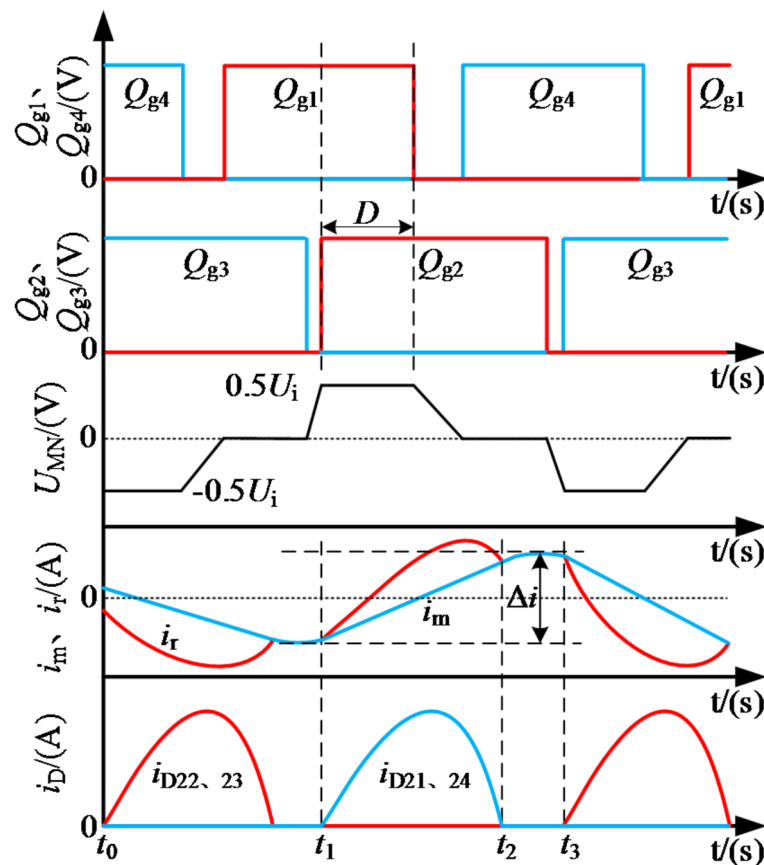 Qg1、
Qg4/(V)
Qg4
Qg1
Qg4
Qg1
0
t/(s)
D
Qg2、
Qg3/(V)
Qg3
Qg2
Qg3
0
t/(s)
UMN/(V)
0.5Ui
0
-0.5Ui
t/(s)
im、ir/(A)
0
ir
im
Δi
t/(s)
iD/(A)
iD22、23
iD21、24
0
t0
t1
t2
t3
t/(s)